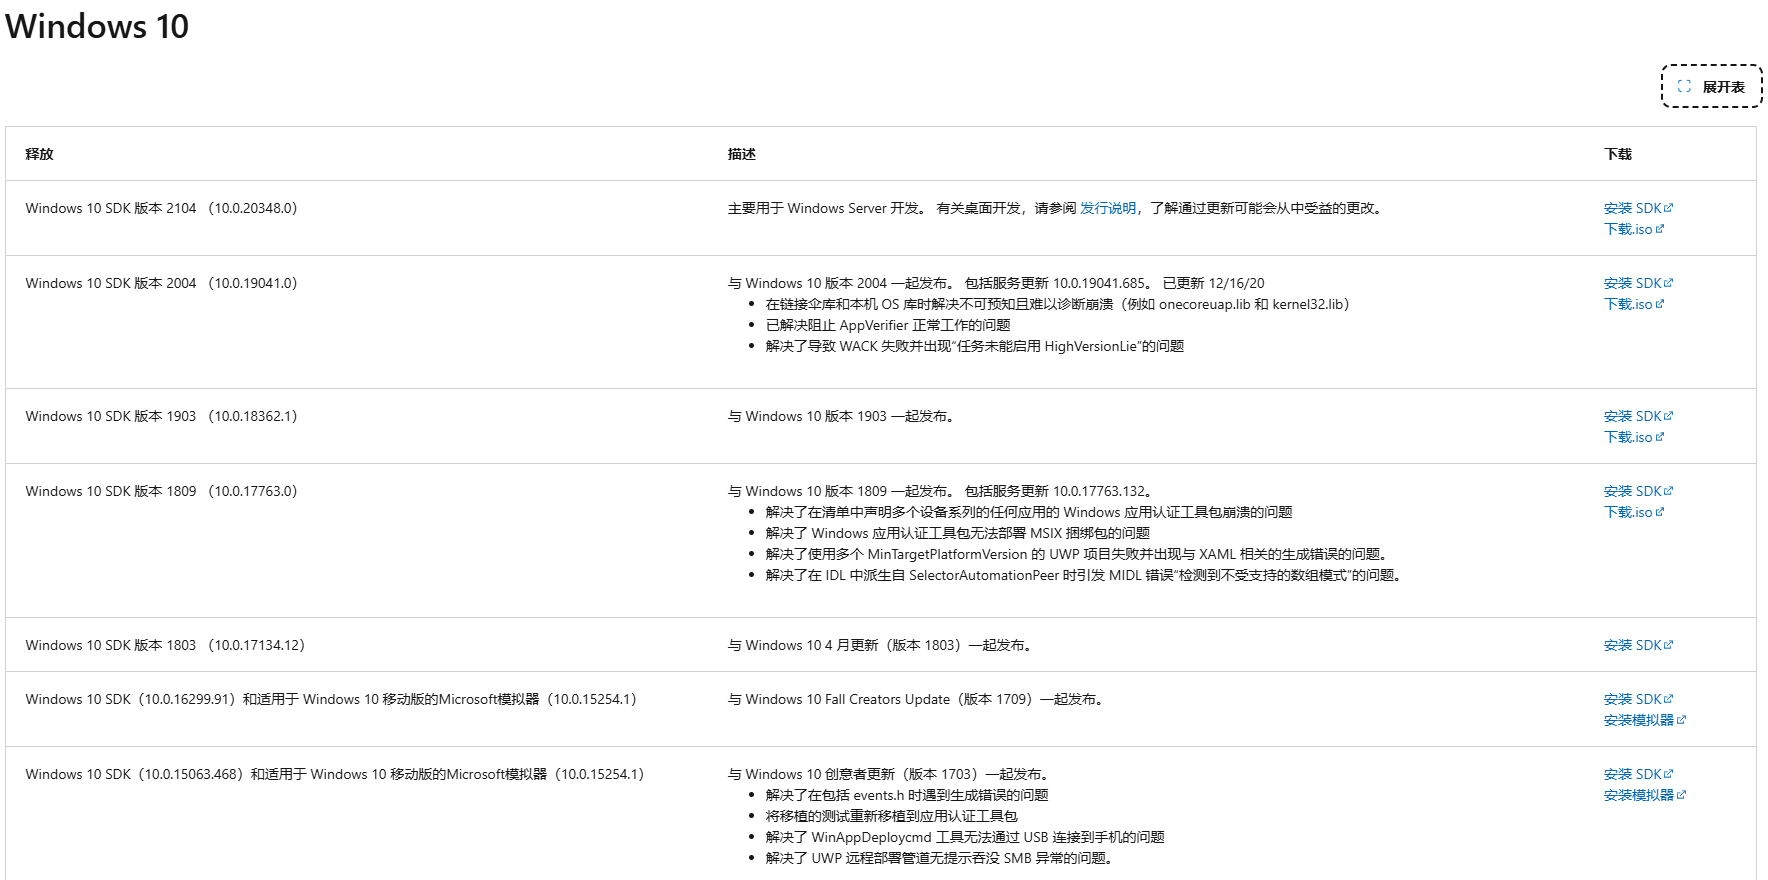 Windows 10
展开表
释放 描述 下载
Windows 10 SDK 版本 2104 （10.0.20348.0） 主要用于 Windows Server 开发。 有关桌面开发，请参阅 发行说明，了解通过更新可能会从中受益的更改。 安装 SDK
下载.iso
Windows 10 SDK 版本 2004 （10.0.19041.0） 与 Windows 10 版本 2004 一起发布。 包括服务更新 10.0.19041.685。 已更新 12/16/20 安装 SDK
• 在链接伞库和本机 OS 库时解决不可预知且难以诊断崩溃（例如 onecoreuap.lib 和 kernel32.lib） 下载.iso
• 已解决阻止 AppVerifier 正常工作的问题
• 解决了导致 WACK 失败并出现“任务未能启用 HighVersionLie”的问题
Windows 10 SDK 版本 1903 （10.0.18362.1） 与 Windows 10 版本 1903 一起发布。 安装 SDK
下载.iso
Windows 10 SDK 版本 1809 （10.0.17763.0） 与 Windows 10 版本 1809 一起发布。 包括服务更新 10.0.17763.132。 安装 SDK
• 解决了在清单中声明多个设备系列的任何应用的 Windows 应用认证工具包崩溃的问题 下载.iso
• 解决了 Windows 应用认证工具包无法部署 MSIX 捆绑包的问题
• 解决了使用多个 MinTargetPlatformVersion 的 UWP 项目失败并出现与 XAML 相关的生成错误的问题。
• 解决了在 IDL 中派生自 SelectorAutomationPeer 时引发 MIDL 错误“检测到不受支持的数组模式”的问题。
Windows 10 SDK 版本 1803 （10.0.17134.12） 与 Windows 10 4 月更新（版本 1803）一起发布。 安装 SDK
Windows 10 SDK（10.0.16299.91）和适用于 Windows 10 移动版的Microsoft模拟器（10.0.15254.1） 与 Windows 10 Fall Creators Update（版本 1709）一起发布。 安装 SDK
安装模拟器
Windows 10 SDK（10.0.15063.468）和适用于 Windows 10 移动版的Microsoft模拟器（10.0.15254.1） 与 Windows 10 创意者更新（版本 1703）一起发布。 安装 SDK
• 解决了在包括 events.h 时遇到生成错误的问题 安装模拟器
• 将移植的测试重新移植到应用认证工具包
• 解决了 WinAppDeploycmd 工具无法通过 USB 连接到手机的问题
• 解决了 UWP 远程部署管道无提示吞没 SMB 异常的问题。